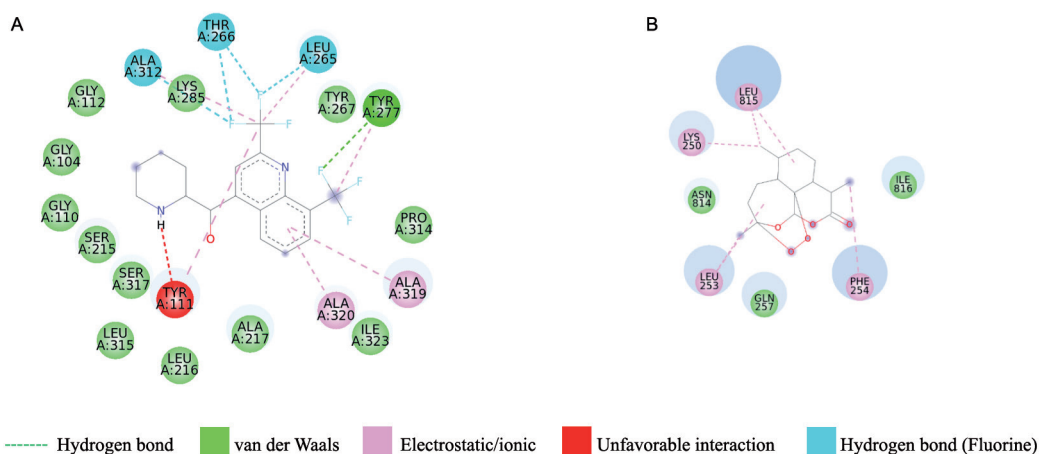 A
THR
A:266
LEU
A:265
ALA
A:312
LYS
A:285
GLY
A:112
TYR
A:267
TYR
A:277
F
F
F
N
F
F
F
GLY
A:104
GLY
A:110
N
H
O
PRO
A:314
SER
A:215
SER
A:317
TYR
A:111
ALA
A:319
ALA
A:320
LEU
A:315
ALA
A:217
ILE
A:323
LEU
A:216
B
LEU
815
LYS
250
ASN
814
ILE
816
O
O
O
O
O
LEU
253
GLN
257
PHE
254
Hydrogen bond
van der Waals
Electrostatic/ionic
Unfavorable interaction
Hydrogen bond (Fluorine)